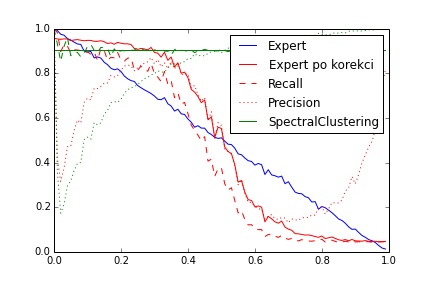 1.0
0.8
0.6
0.4
0.2
0.0
0.0 0.2 0.4 0.6 0.8 1.0
Expert
Expert po korekci
Recall
Precision
SpectralClustering